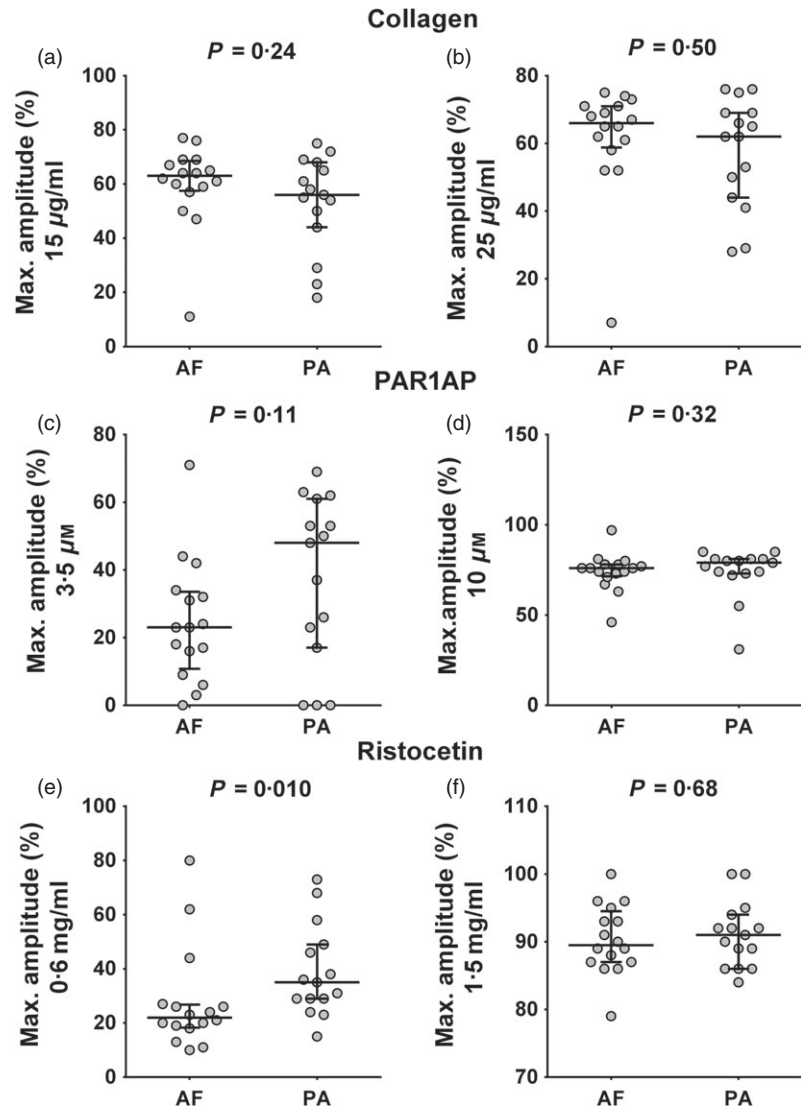 Collagen
(a)
P = 0·24
Max. amplitude (%)
15 µg/ml
100
80
60
40
20
0
AF
PA
(b)
P = 0·50
Max. amplitude (%)
25 µg/ml
80
60
40
20
0
AF
PA
PAR1AP
(c)
P = 0·11
Max. amplitude (%)
3·5 µM
80
60
40
20
0
AF
PA
(d)
P = 0·32
Max.amplitude (%)
10 µM
150
100
50
0
AF
PA
Ristocetin
(e)
P = 0·010
Max. amplitude (%)
0·6 mg/ml
100
80
60
40
20
0
AF
PA
(f)
P = 0·68
Max. amplitude (%)
1·5 mg/ml
110
100
90
80
70
AF
PA